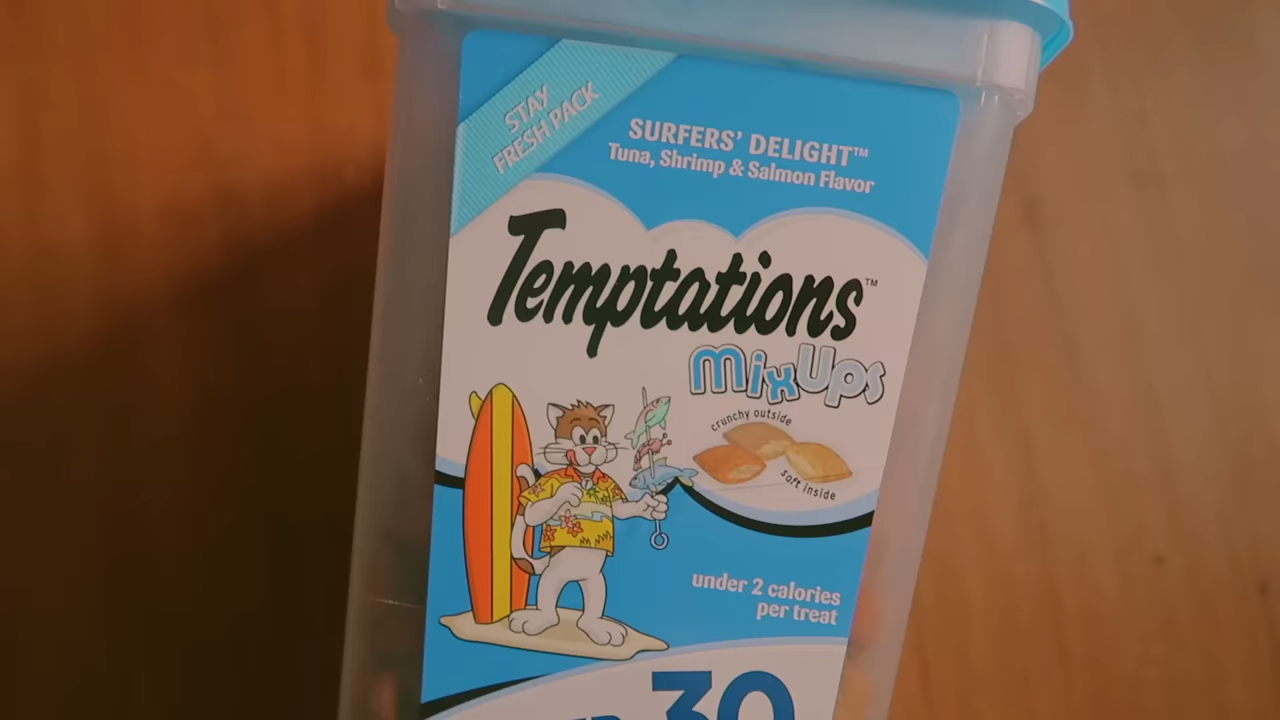 STAY
FRESH PACK
SURFERS' DELIGHT™
Tuna, Shrimp & Salmon Flavor
Temptations™
MixUps
crunchy outside
soft inside
under 2 calories
per treat
30